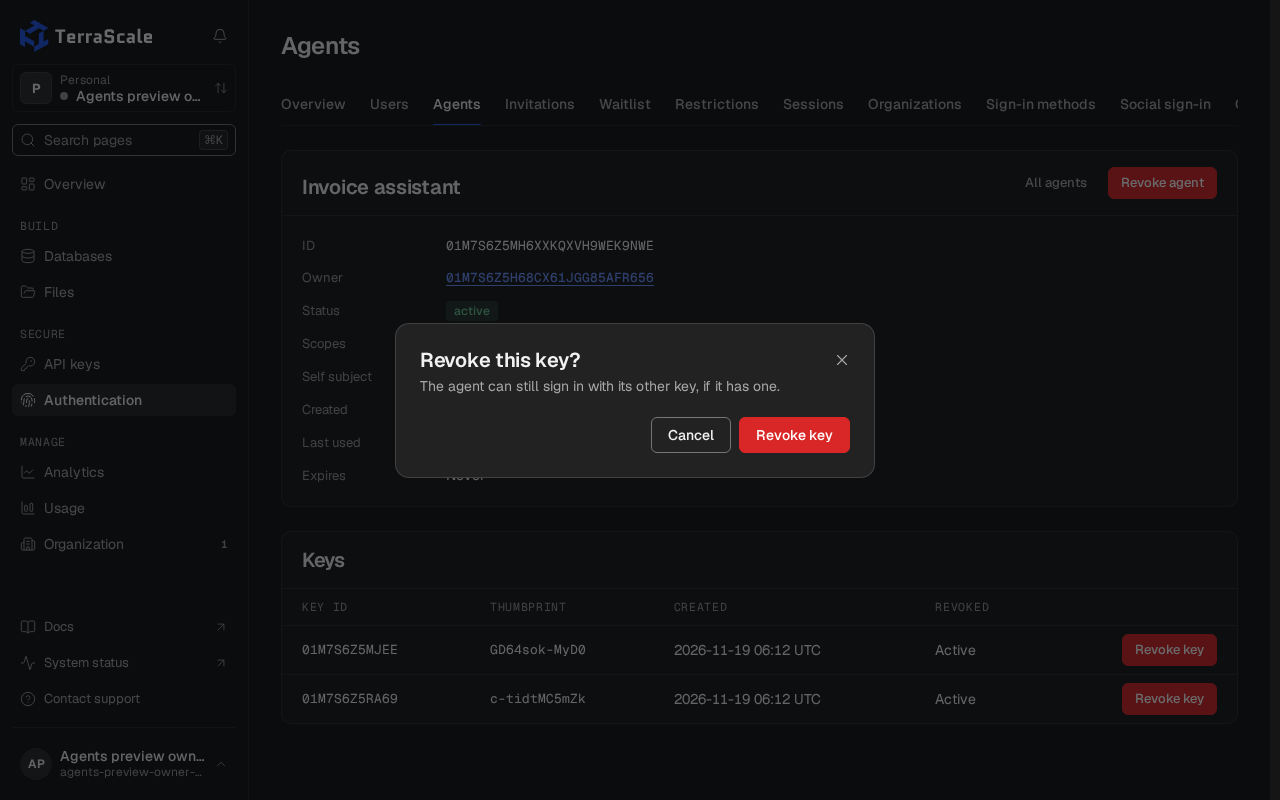 TerraScale
P
Personal
Agents preview o...
Search pages
⌘K
Overview
BUILD
Databases
Files
SECURE
API keys
Authentication
MANAGE
Analytics
Usage
Organization
1
Docs
System status
Contact support
AP
Agents preview own...
agents-preview-owner-...
Agents
Overview Users Agents Invitations Waitlist Restrictions Sessions Organizations Sign-in methods Social sign-in
Invoice assistant
All agents
Revoke agent
ID 01M7S6Z5MH6XXKQXVH9WEK9NWE
Owner 01M7S6Z5H68CX61JGG85AFR656
Status active
Scopes
Self subject
Created
Last used
Expires
Revoke this key?
The agent can still sign in with its other key, if it has one.
Cancel
Revoke key
Keys
KEY ID THUMBPRINT CREATED REVOKED
01M7S6Z5MJEE GD64sok-MyD0 2026-11-19 06:12 UTC Active Revoke key
01M7S6Z5RA69 c-tidtMC5mZk 2026-11-19 06:12 UTC Active Revoke key